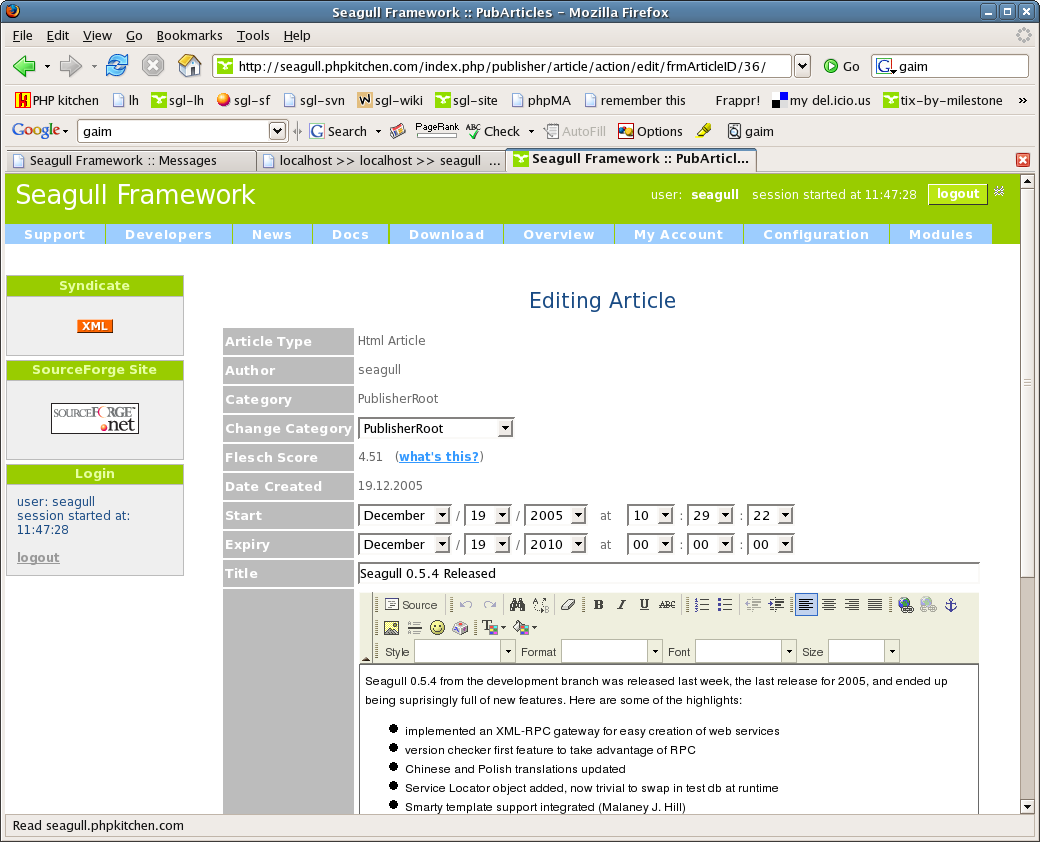 Seagull Framework :: PubArticles - Mozilla Firefox
File Edit View Go Bookmarks Tools Help
http://seagull.phpkitchen.com/index.php/publisher/article/action/edit/frmArticleID/36/ Go G gaim
PHP kitchen lh sgl-lh sgl-sf sgl-svn sgl-wiki sgl-site phpMA remember this Frappr! my del.icio.us tix-by-milestone »
Google gaim G Search PageRank ABC Check AutoFill Options gaim
Seagull Framework :: Messages localhost >> localhost >> seagull ... Seagull Framework :: PubArticl...
Seagull Framework user: seagull session started at 11:47:28 logout
Support Developers News Docs Download Overview My Account Configuration Modules
Syndicate
XML
SourceForge Site
SOURCEFORGE™
.net
Login
user: seagull
session started at:
11:47:28
logout
Editing Article
Article Type Html Article
Author seagull
Category PublisherRoot
Change Category PublisherRoot
Flesch Score 4.51 (what's this?)
Date Created 19.12.2005
Start December / 19 / 2005 at 10 : 29 : 22
Expiry December / 19 / 2010 at 00 : 00 : 00
Title Seagull 0.5.4 Released
Source B I U ABC
Style Format Font Size
Seagull 0.5.4 from the development branch was released last week, the last release for 2005, and ended up
being suprisingly full of new features. Here are some of the highlights:
● implemented an XML-RPC gateway for easy creation of web services
● version checker first feature to take advantage of RPC
● Chinese and Polish translations updated
● Service Locator object added, now trivial to swap in test db at runtime
● Smarty template support integrated (Malaney J. Hill)
Read seagull.phpkitchen.com